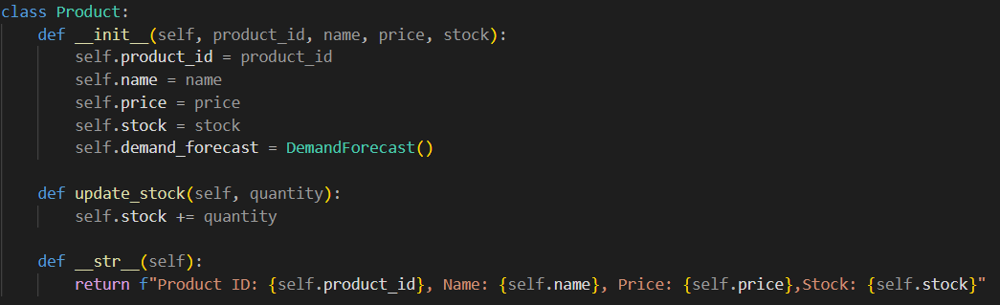 class Product:
    def __init__(self, product_id, name, price, stock):
        self.product_id = product_id
        self.name = name
        self.price = price
        self.stock = stock
        self.demand_forecast = DemandForecast()
    def update_stock(self, quantity):
        self.stock += quantity
    def __str__(self):
        return f"Product ID: {self.product_id}, Name: {self.name}, Price: {self.price},Stock: {self.stock}"